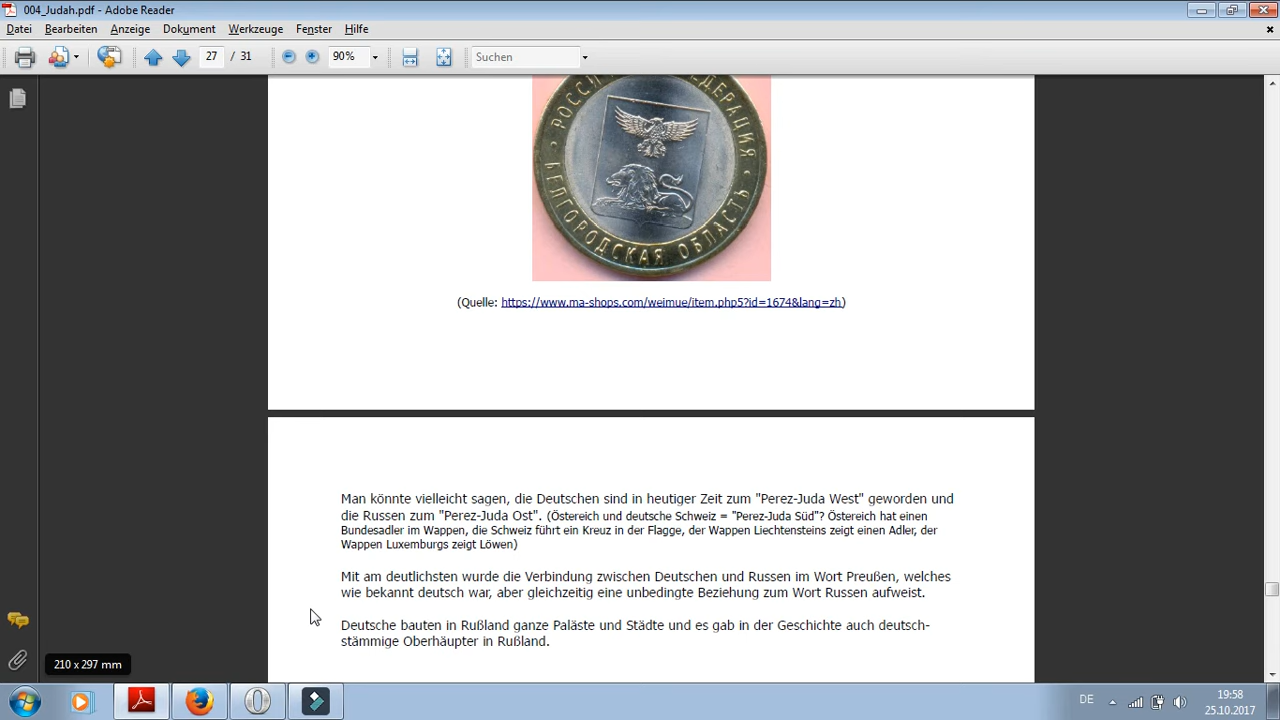 004_Judah.pdf - Adobe Reader
Datei Bearbeiten Anzeige Dokument Werkzeuge Fenster Hilfe
27 / 31 90% Suchen
РОССИЙСКАЯ ФЕДЕРАЦИЯ
БЕЛГОРОДСКАЯ ОБЛАСТЬ
(Quelle: https://www.ma-shops.com/weimue/item.php5?id=1674&lang=zh)
Man könnte vielleicht sagen, die Deutschen sind in heutiger Zeit zum "Perez-Juda West" geworden und
die Russen zum "Perez-Juda Ost". (Östereich und deutsche Schweiz = "Perez-Juda Süd"? Östereich hat einen
Bundesadler im Wappen, die Schweiz führt ein Kreuz in der Flagge, der Wappen Liechtensteins zeigt einen Adler, der
Wappen Luxemburgs zeigt Löwen)
Mit am deutlichsten wurde die Verbindung zwischen Deutschen und Russen im Wort Preußen, welches
wie bekannt deutsch war, aber gleichzeitig eine unbedingte Beziehung zum Wort Russen aufweist.
Deutsche bauten in Rußland ganze Paläste und Städte und es gab in der Geschichte auch deutsch-
stämmige Oberhäupter in Rußland.
210 x 297 mm
DE
19:58
25.10.2017